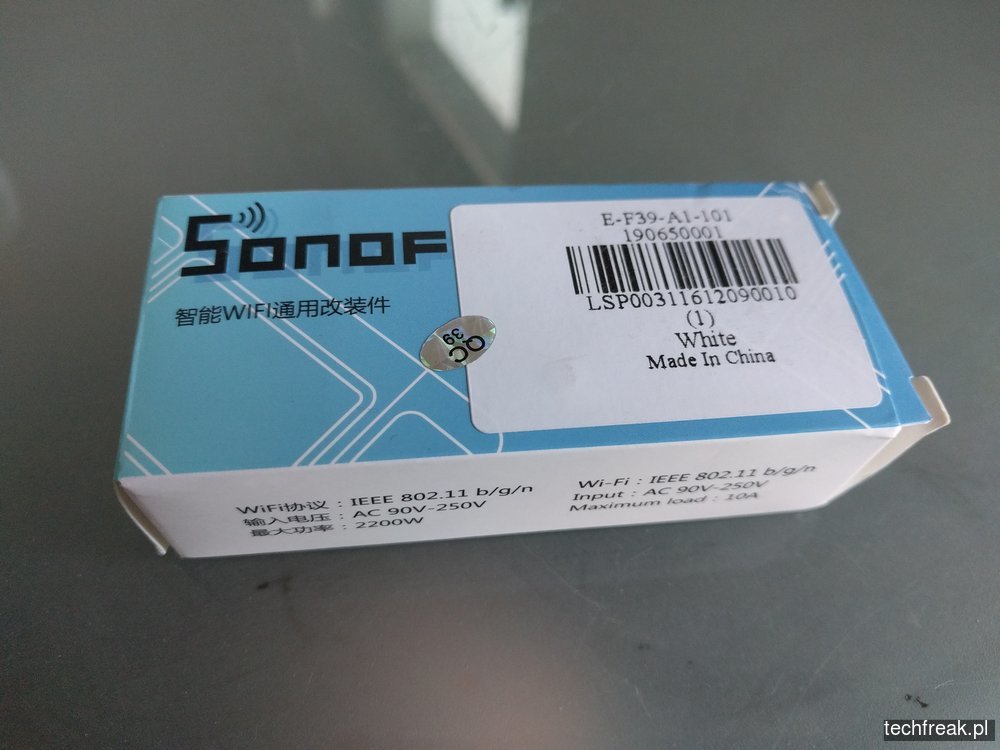 SONOF
智能WIFI通用改装件
QC
39
E-F39-A1-101
190650001
LSP00311612090010
(1)
White
Made In China
WiFi协议：IEEE 802.11 b/g/n
输入电压：AC 90V-250V
最大功率：2200W
Wi-Fi : IEEE 802.11 b/g/n
Input : AC 90V-250V
Maximum load : 10A
techfreak.pl